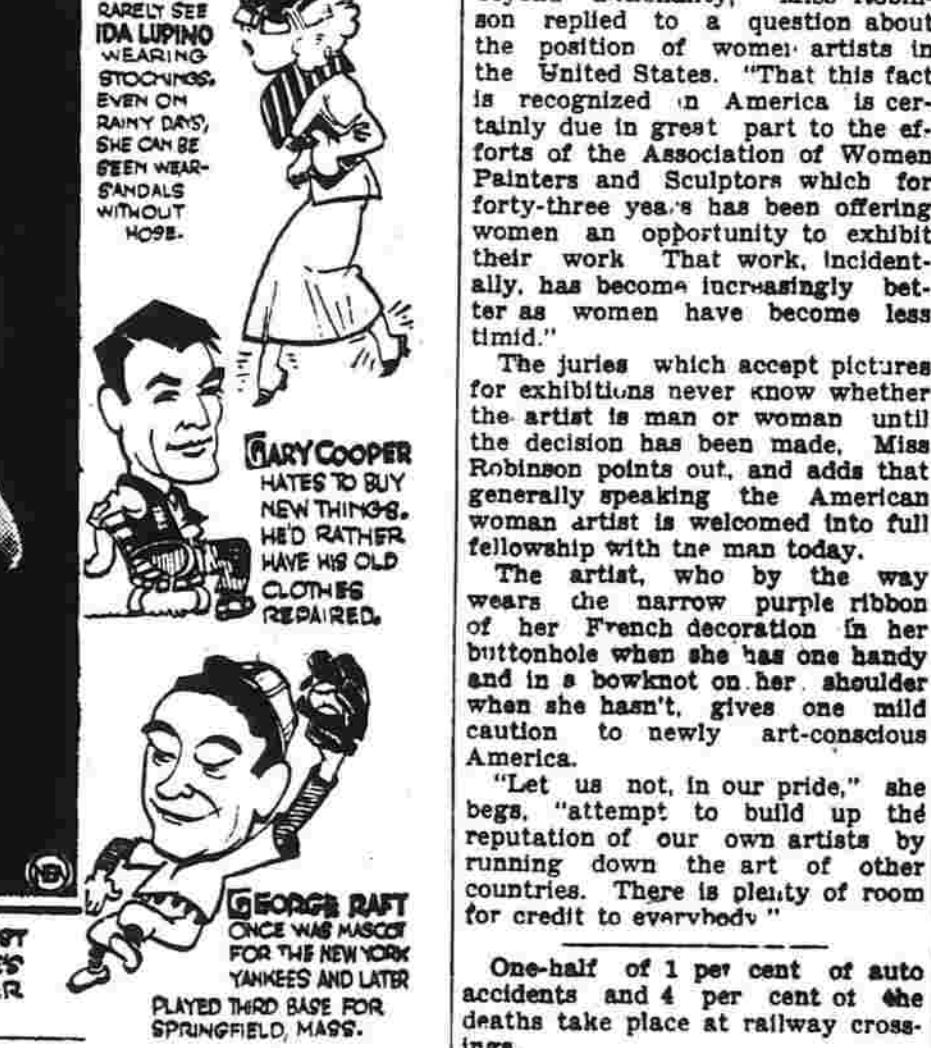 RARELY SEE
IDA LUPINO
WEARING
STOCKINGS.
EVEN ON
RAINY DAYS,
SHE CAN BE
SEEN WEAR-
SANDALS
WITHOUT
HOSE.
GARY COOPER
HATES TO BUY
NEW THINGS.
HE'D RATHER
HAVE HIS OLD
CLOTHES
REPAIRED.
GEORGE RAFT
ONCE WAS MASCOT
FOR THE NEW YORK
YANKEES AND LATER
PLAYED THIRD BASE FOR
SPRINGFIELD, MASS.
NEA
son replied to a question about
the position of women artists in
the United States. "That this fact
is recognized in America is cer-
tainly due in great part to the ef-
forts of the Association of Women
Painters and Sculptors which for
forty-three years has been offering
women an opportunity to exhibit
their work That work, incident-
ally, has become increasingly bet-
ter as women have become less
timid."
The juries which accept pictures
for exhibitions never know whether
the artist is man or woman until
the decision has been made, Miss
Robinson points out, and adds that
generally speaking the American
woman artist is welcomed into full
fellowship with the man today.
The artist, who by the way
wears the narrow purple ribbon
of her French decoration in her
buttonhole when she has one handy
and in a bowknot on her shoulder
when she hasn't, gives one mild
caution to newly art-conscious
America.
"Let us not, in our pride," she
begs, "attempt to build up the
reputation of our own artists by
running down the art of other
countries. There is plenty of room
for credit to everybody"
One-half of 1 per cent of auto
accidents and 4 per cent of the
deaths take place at railway cross-
ings.